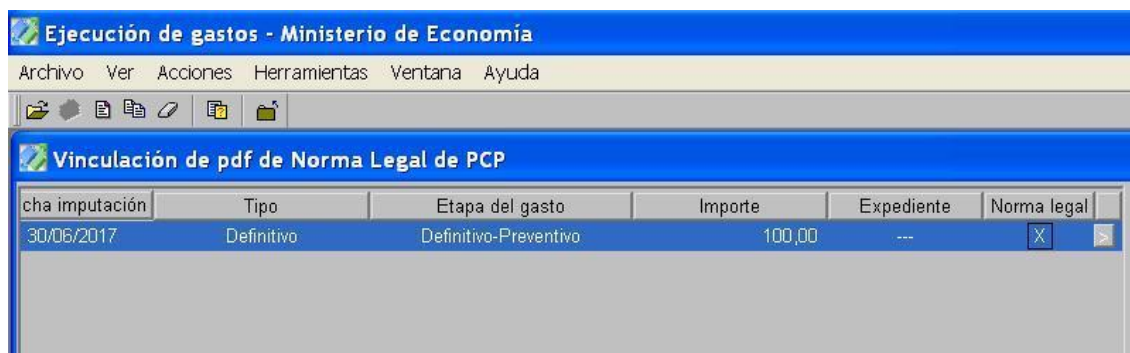 Ejecución de gastos - Ministerio de Economía
Archivo Ver Acciones Herramientas Ventana Ayuda
Vinculación de pdf de Norma Legal de PCP
cha imputación Tipo Etapa del gasto Importe Expediente Norma legal
30/06/2017 Definitivo Definitivo-Preventivo 100,00 --- X >